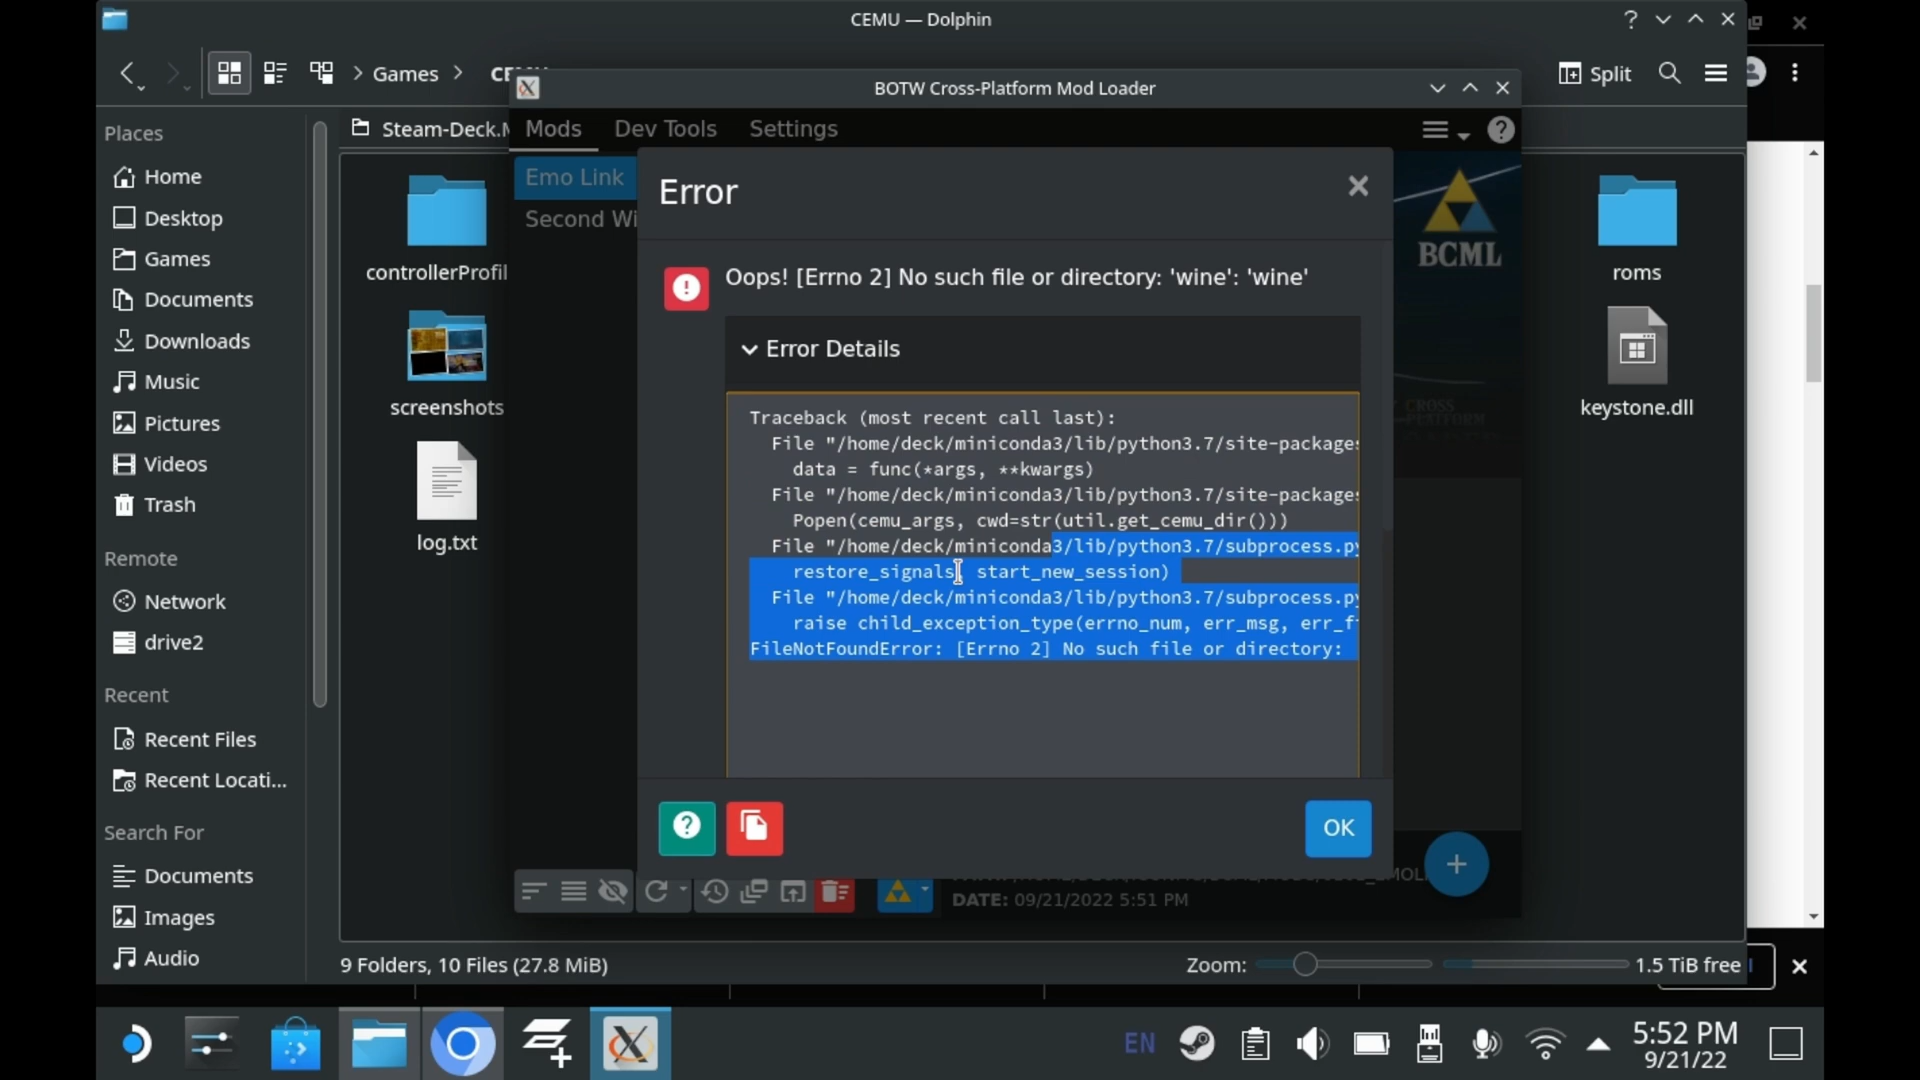 CEMU — Dolphin
Games
Split
BOTW Cross-Platform Mod Loader
Places
Home
Desktop
Games
Documents
Downloads
Music
Pictures
Videos
Trash
Remote
Network
drive2
Recent
Recent Files
Recent Locati...
Search For
Documents
Images
Audio
Steam-Deck.
controllerProfil
screenshots
log.txt
roms
keystone.dll
Mods
Dev Tools
Settings
Emo Link
Second Wi
BCML
CROSS
Error
Oops! [Errno 2] No such file or directory: 'wine': 'wine'
Error Details
Traceback (most recent call last):
File "/home/deck/miniconda3/lib/python3.7/site-packages
data = func(*args, **kwargs)
File "/home/deck/miniconda3/lib/python3.7/site-packages
Popen(cemu_args, cwd=str(util.get_cemu_dir()))
File "/home/deck/miniconda3/lib/python3.7/subprocess.py
restore_signals, start_new_session)
File "/home/deck/miniconda3/lib/python3.7/subprocess.py
raise child_exception_type(errno_num, err_msg, err_fi
FileNotFoundError: [Errno 2] No such file or directory:
OK
DATE: 09/21/2022 5:51 PM
9 Folders, 10 Files (27.8 MiB)
Zoom:
1.5 TiB free
EN
5:52 PM
9/21/22